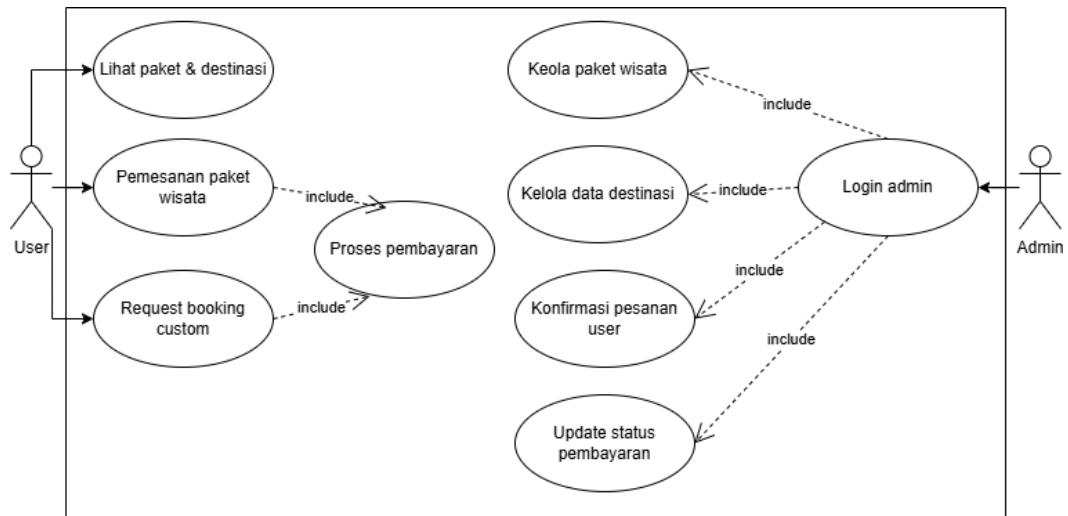 Lihat paket & destinasi
Pemesanan paket
wisata
include
Proses pembayaran
Request booking
custom
include
User
Keola paket wisata
include
Kelola data destinasi
include
Login admin
Konfirmasi pesanan
user
include
Update status
pembayaran
include
Admin